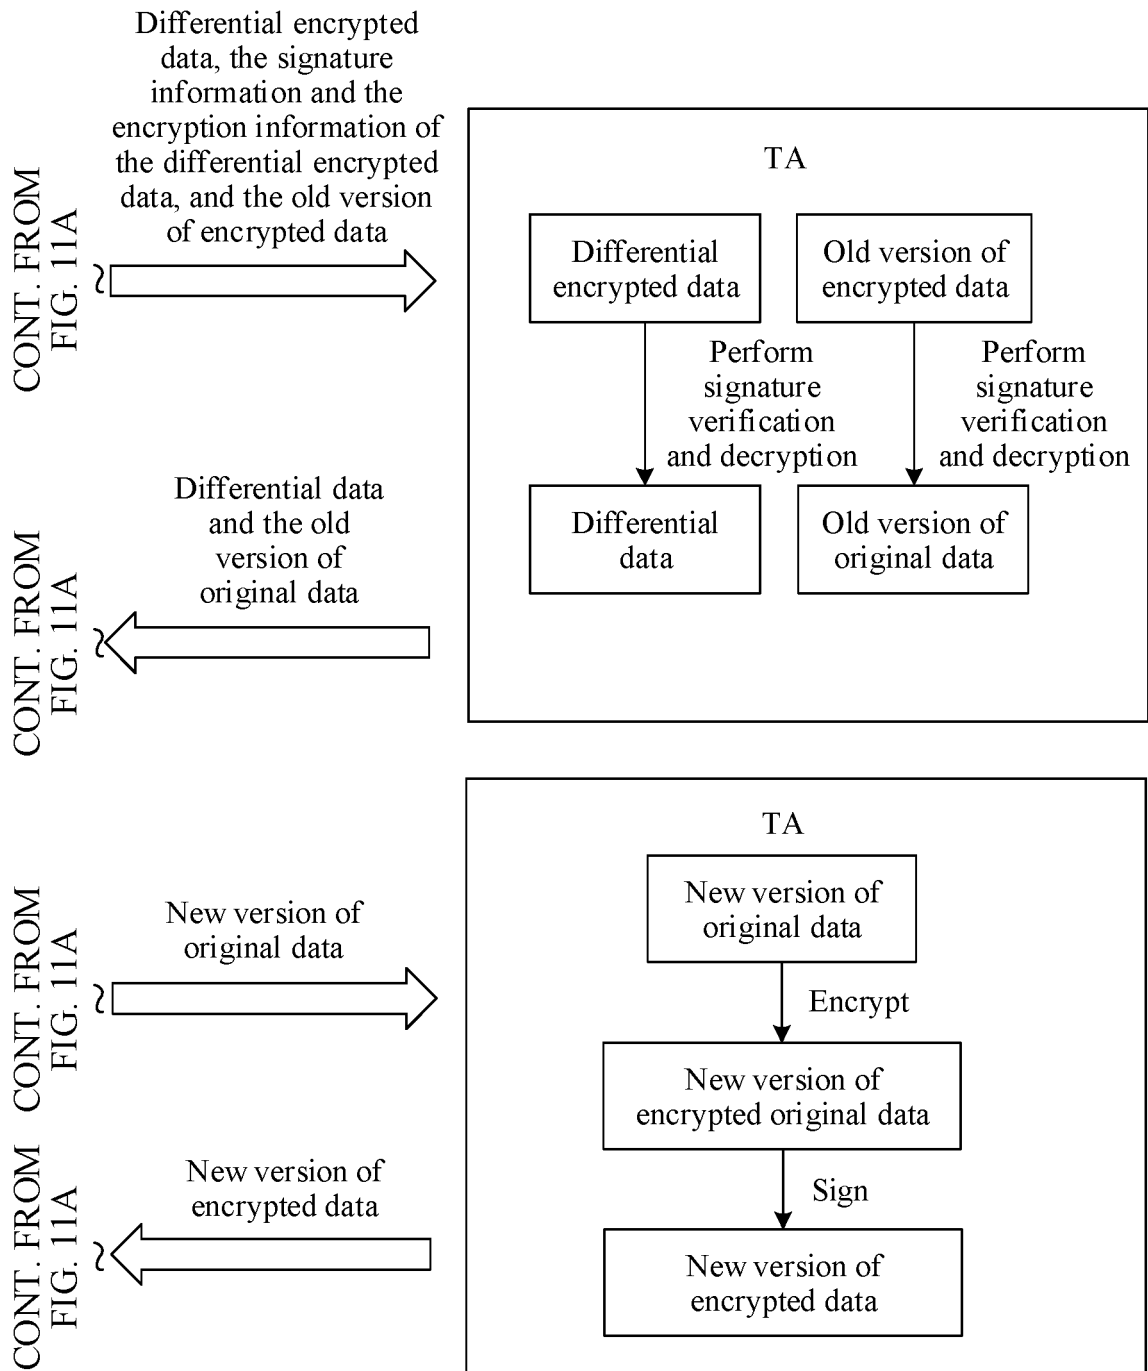 Differential encrypted
data, the signature
information and the
encryption information of
the differential encrypted
data, and the old version
of encrypted data
CONT. FROM
FIG. 11A
TA
Differential
encrypted data
Old version of
encrypted data
Perform
signature
verification
and decryption
Perform
signature
verification
and decryption
Differential
data
Old version of
original data
Differential data
and the old
version of
original data
CONT. FROM
FIG. 11A
TA
New version of
original data
Encrypt
New version of
encrypted original data
Sign
New version of
encrypted data
New version of
original data
CONT. FROM
FIG. 11A
New version of
encrypted data
CONT. FROM
FIG. 11A